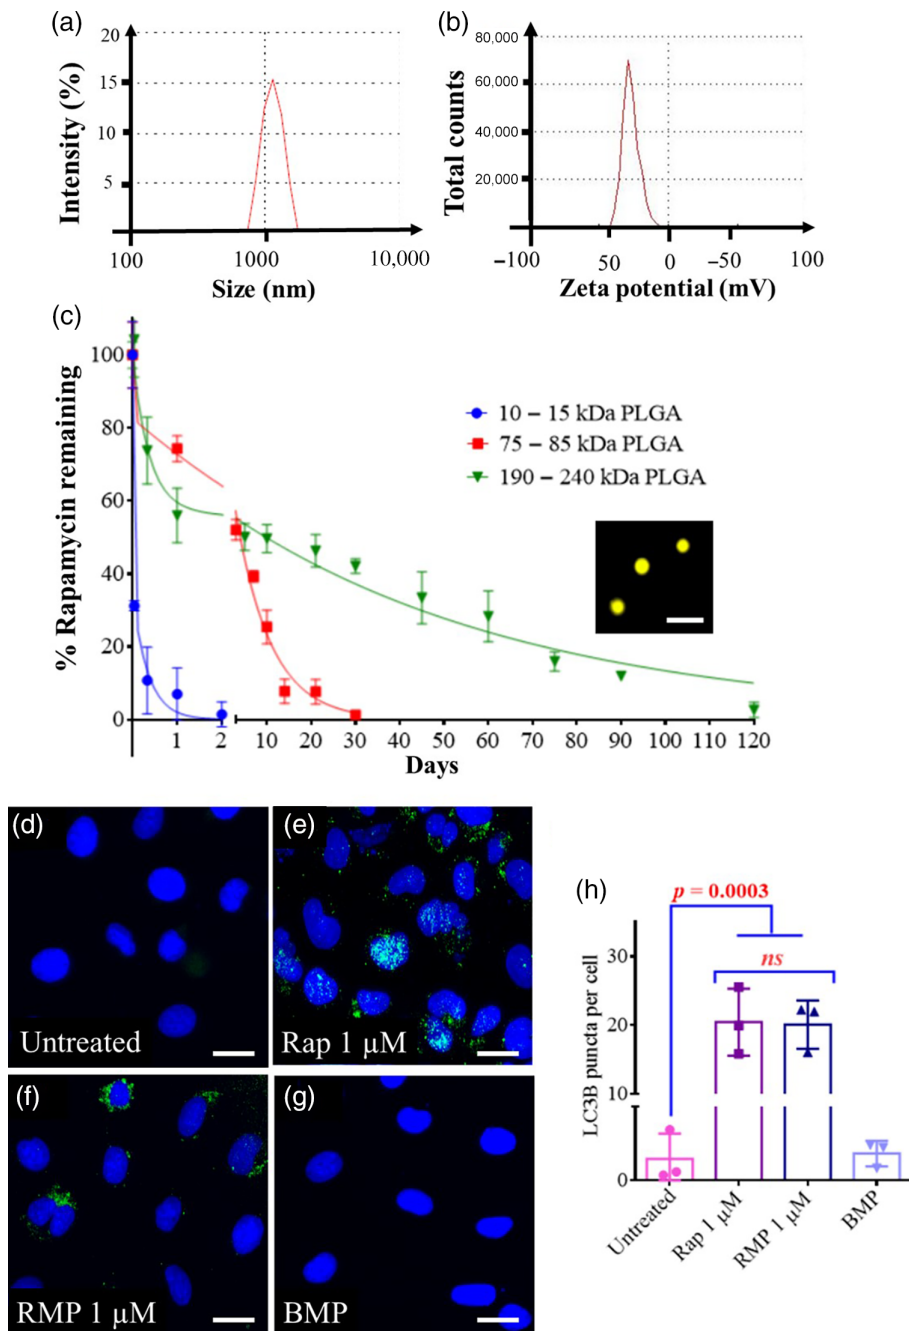 (a)
Intensity (%)
20
15
10
5
100
1000
10,000
Size (nm)
(b)
Total counts
80,000
60,000
40,000
20,000
−100
50
0
−50
100
Zeta potential (mV)
(c)
% Rapamycin remaining
100
80
60
40
20
0
1
2
10
20
30
40
50
60
70
80
90
100
110
120
Days
10 – 15 kDa PLGA
75 – 85 kDa PLGA
190 – 240 kDa PLGA
(d)
Untreated
(e)
Rap 1 µM
(f)
RMP 1 µM
(g)
BMP
(h)
p = 0.0003
ns
LC3B puncta per cell
30
20
10
0
Untreated
Rap 1 µM
RMP 1 µM
BMP